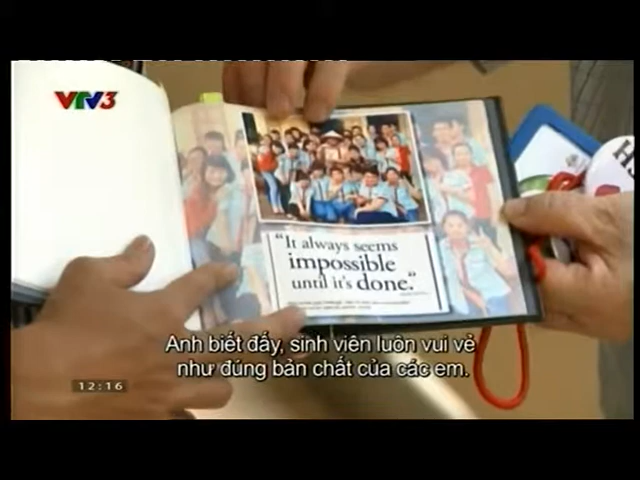 VTV3
"It always seems
impossible
until it's done."
Anh biết đấy, sinh viên luôn vui vẻ
như đúng bản chất của các em.
12:16